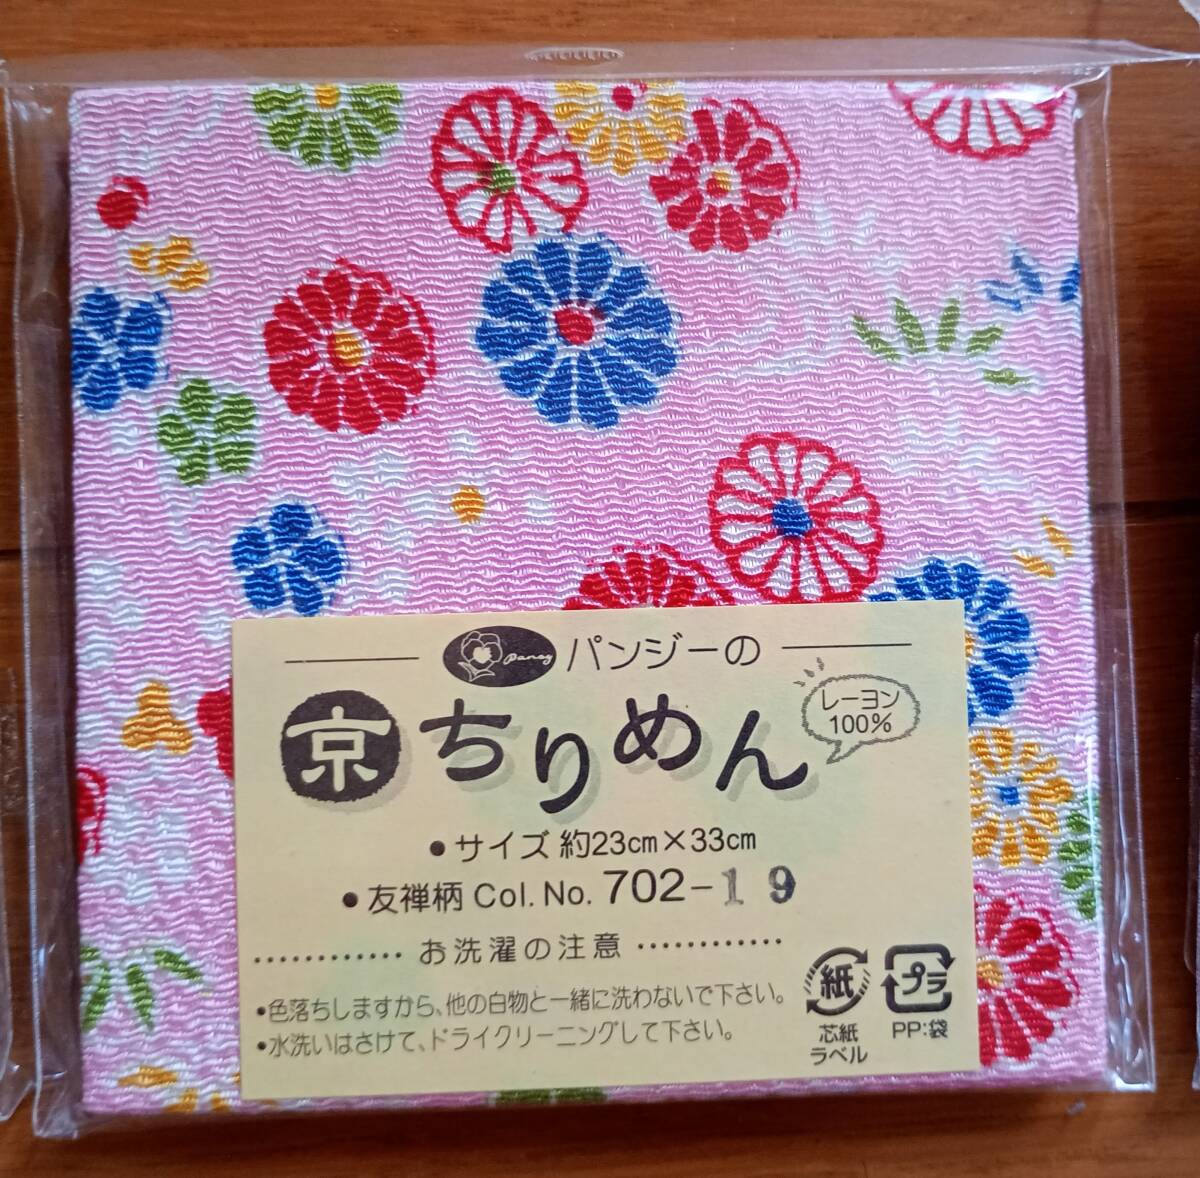 Pansy パンジーの
京ちりめん
レーヨン
100%
•サイズ 約23cm×33cm
•友禅柄 Col. No. 702-19
………… お洗濯の注意 …………
•色落ちしますから、他の白物と一緒に洗わないで下さい。
•水洗いはさけて、ドライクリーニングして下さい。
紙
芯紙
ラベル
プラ
PP:袋